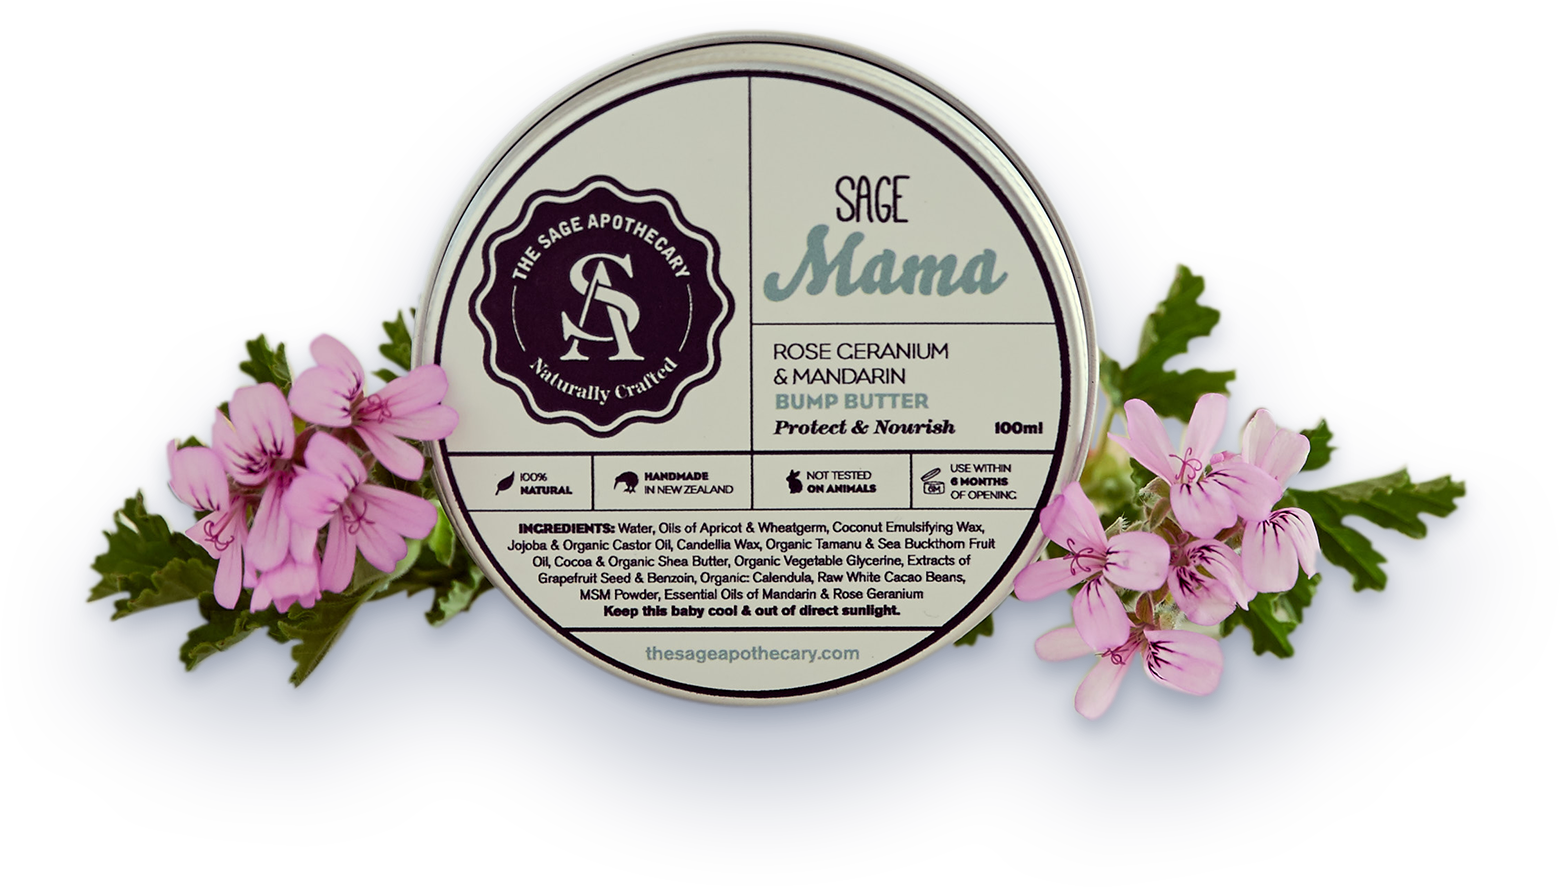 THE SAGE APOTHECARY
SA
Naturally Crafted
SAGE
Mama
ROSE GERANIUM
& MANDARIN
BUMP BUTTER
Protect & Nourish 100ml
100%
NATURAL
HANDMADE
IN NEW ZEALAND
NOT TESTED
ON ANIMALS
6M
USE WITHIN
6 MONTHS
OF OPENING
INGREDIENTS: Water, Oils of Apricot & Wheatgerm, Coconut Emulsifying Wax,
Jojoba & Organic Castor Oil, Candellia Wax, Organic Tamanu & Sea Buckthorn Fruit
Oil, Cocoa & Organic Shea Butter, Organic Vegetable Glycerine, Extracts of
Grapefruit Seed & Benzoin, Organic: Calendula, Raw White Cacao Beans,
MSM Powder, Essential Oils of Mandarin & Rose Geranium
Keep this baby cool & out of direct sunlight.
thesageapothecary.com